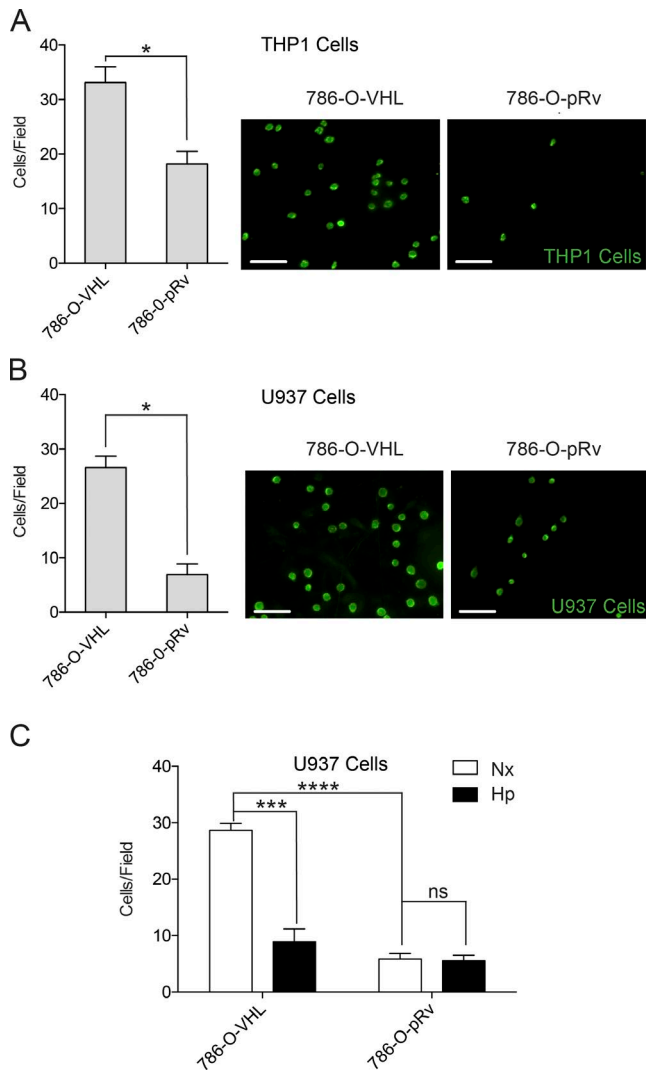 A
THP1 Cells
40
30
20
10
0
Cells/Field
*
786-O-VHL
786-0-pRv
786-O-VHL
786-O-pRv
THP1 Cells
B
U937 Cells
40
30
20
10
0
Cells/Field
*
786-O-VHL
786-0-pRv
786-O-VHL
786-O-pRv
U937 Cells
C
U937 Cells
40
30
20
10
0
Cells/Field
****
***
ns
Nx
Hp
786-O-VHL
786-O-pRv